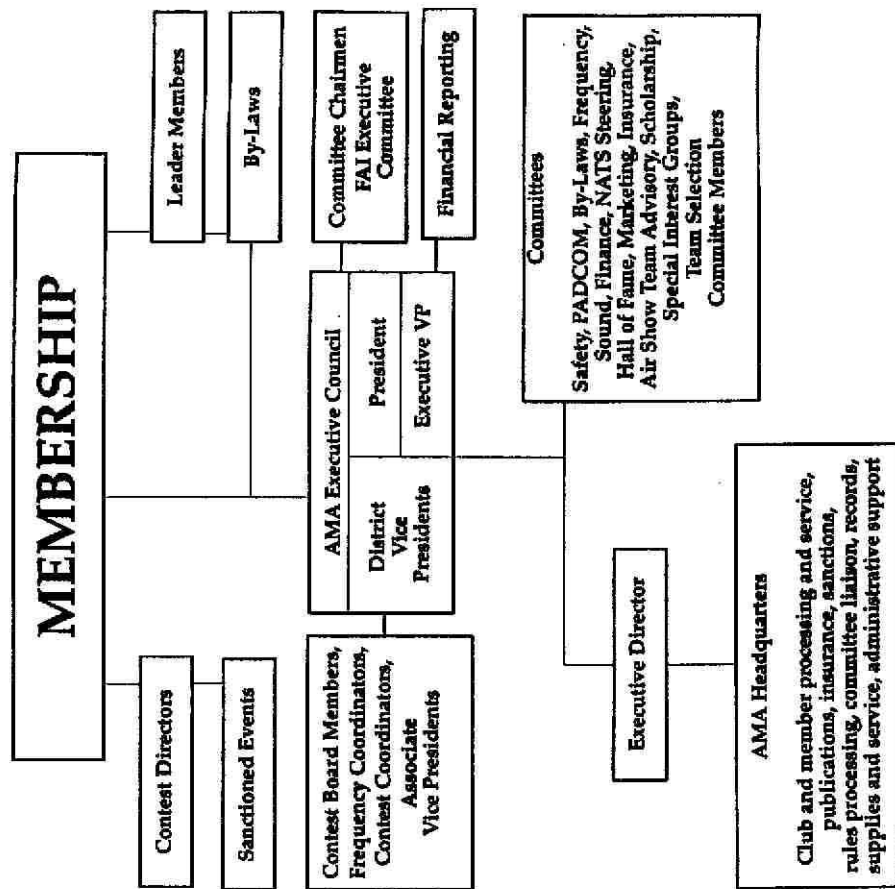 MEMBERSHIP
Contest Directors
Sanctioned Events
Leader Members
By-Laws
Contest Board Members,
Frequency Coordinators,
Contest Coordinators,
Associate
Vice Presidents
AMA Executive Council
District
Vice
Presidents
President
Executive VP
Committee Chairmen
FAI Executive
Committee
Financial Reporting
Executive Director
AMA Headquarters
Club and member processing and service,
publications, insurance, sanctions,
rules processing, committee liaison, records,
supplies and service, administrative support
Committees
Safety, PADCOM, By-Laws, Frequency,
Sound, Finance, NATS Steering,
Hall of Fame, Marketing, Insurance,
Air Show Team Advisory, Scholarship,
Special Interest Groups,
Team Selection
Committee Members